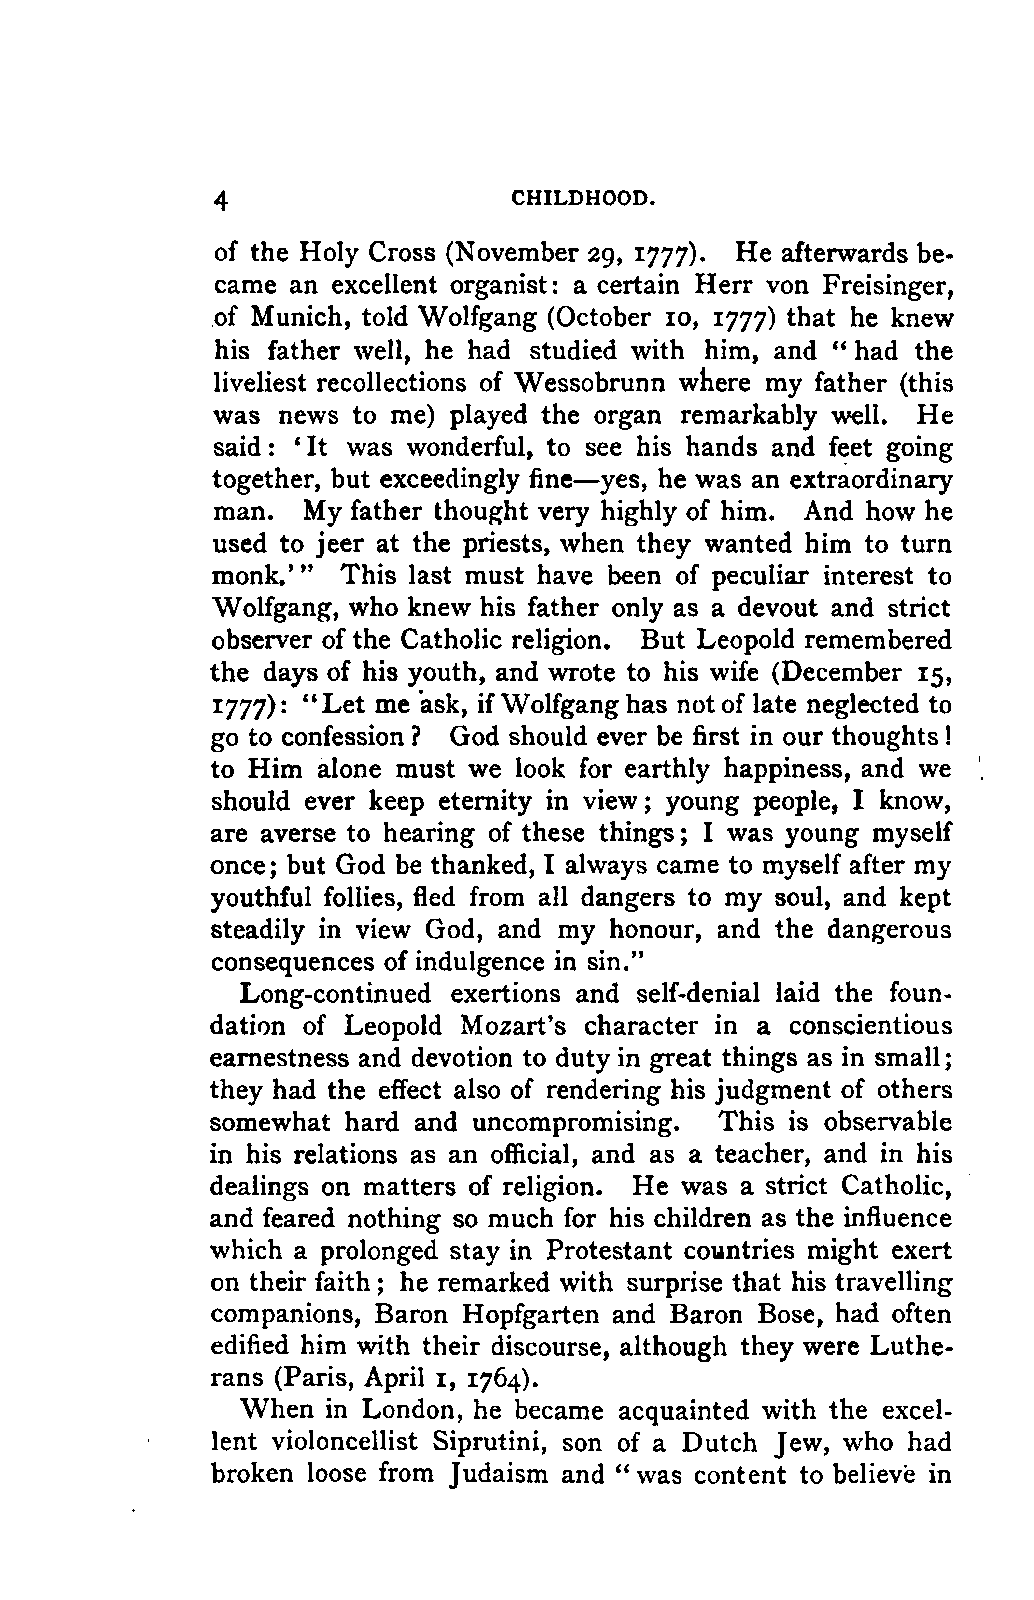 4 CHILDHOOD.
of the Holy Cross (November 29, 1777). He afterwards be-
came an excellent organist: a certain Herr von Freisinger,
of Munich, told Wolfgang (October 10, 1777) that he knew
his father well, he had studied with him, and “had the
liveliest recollections of Wessobrunn where my father (this
was news to me) played the organ remarkably well. He
said: ‘It was wonderful, to see his hands and feet going
together, but exceedingly fine—yes, he was an extraordinary
man. My father thought very highly of him. And how he
used to jeer at the priests, when they wanted him to turn
monk.’” This last must have been of peculiar interest to
Wolfgang, who knew his father only as a devout and strict
observer of the Catholic religion. But Leopold remembered
the days of his youth, and wrote to his wife (December 15,
1777): “Let me ask, if Wolfgang has not of late neglected to
go to confession? God should ever be first in our thoughts!
to Him alone must we look for earthly happiness, and we
should ever keep eternity in view; young people, I know,
are averse to hearing of these things; I was young myself
once; but God be thanked, I always came to myself after my
youthful follies, fled from all dangers to my soul, and kept
steadily in view God, and my honour, and the dangerous
consequences of indulgence in sin.”
Long-continued exertions and self-denial laid the foun-
dation of Leopold Mozart’s character in a conscientious
earnestness and devotion to duty in great things as in small;
they had the effect also of rendering his judgment of others
somewhat hard and uncompromising. This is observable
in his relations as an official, and as a teacher, and in his
dealings on matters of religion. He was a strict Catholic,
and feared nothing so much for his children as the influence
which a prolonged stay in Protestant countries might exert
on their faith; he remarked with surprise that his travelling
companions, Baron Hopfgarten and Baron Bose, had often
edified him with their discourse, although they were Luthe-
rans (Paris, April 1, 1764).
When in London, he became acquainted with the excel-
lent violoncellist Siprutini, son of a Dutch Jew, who had
broken loose from Judaism and “was content to believe in